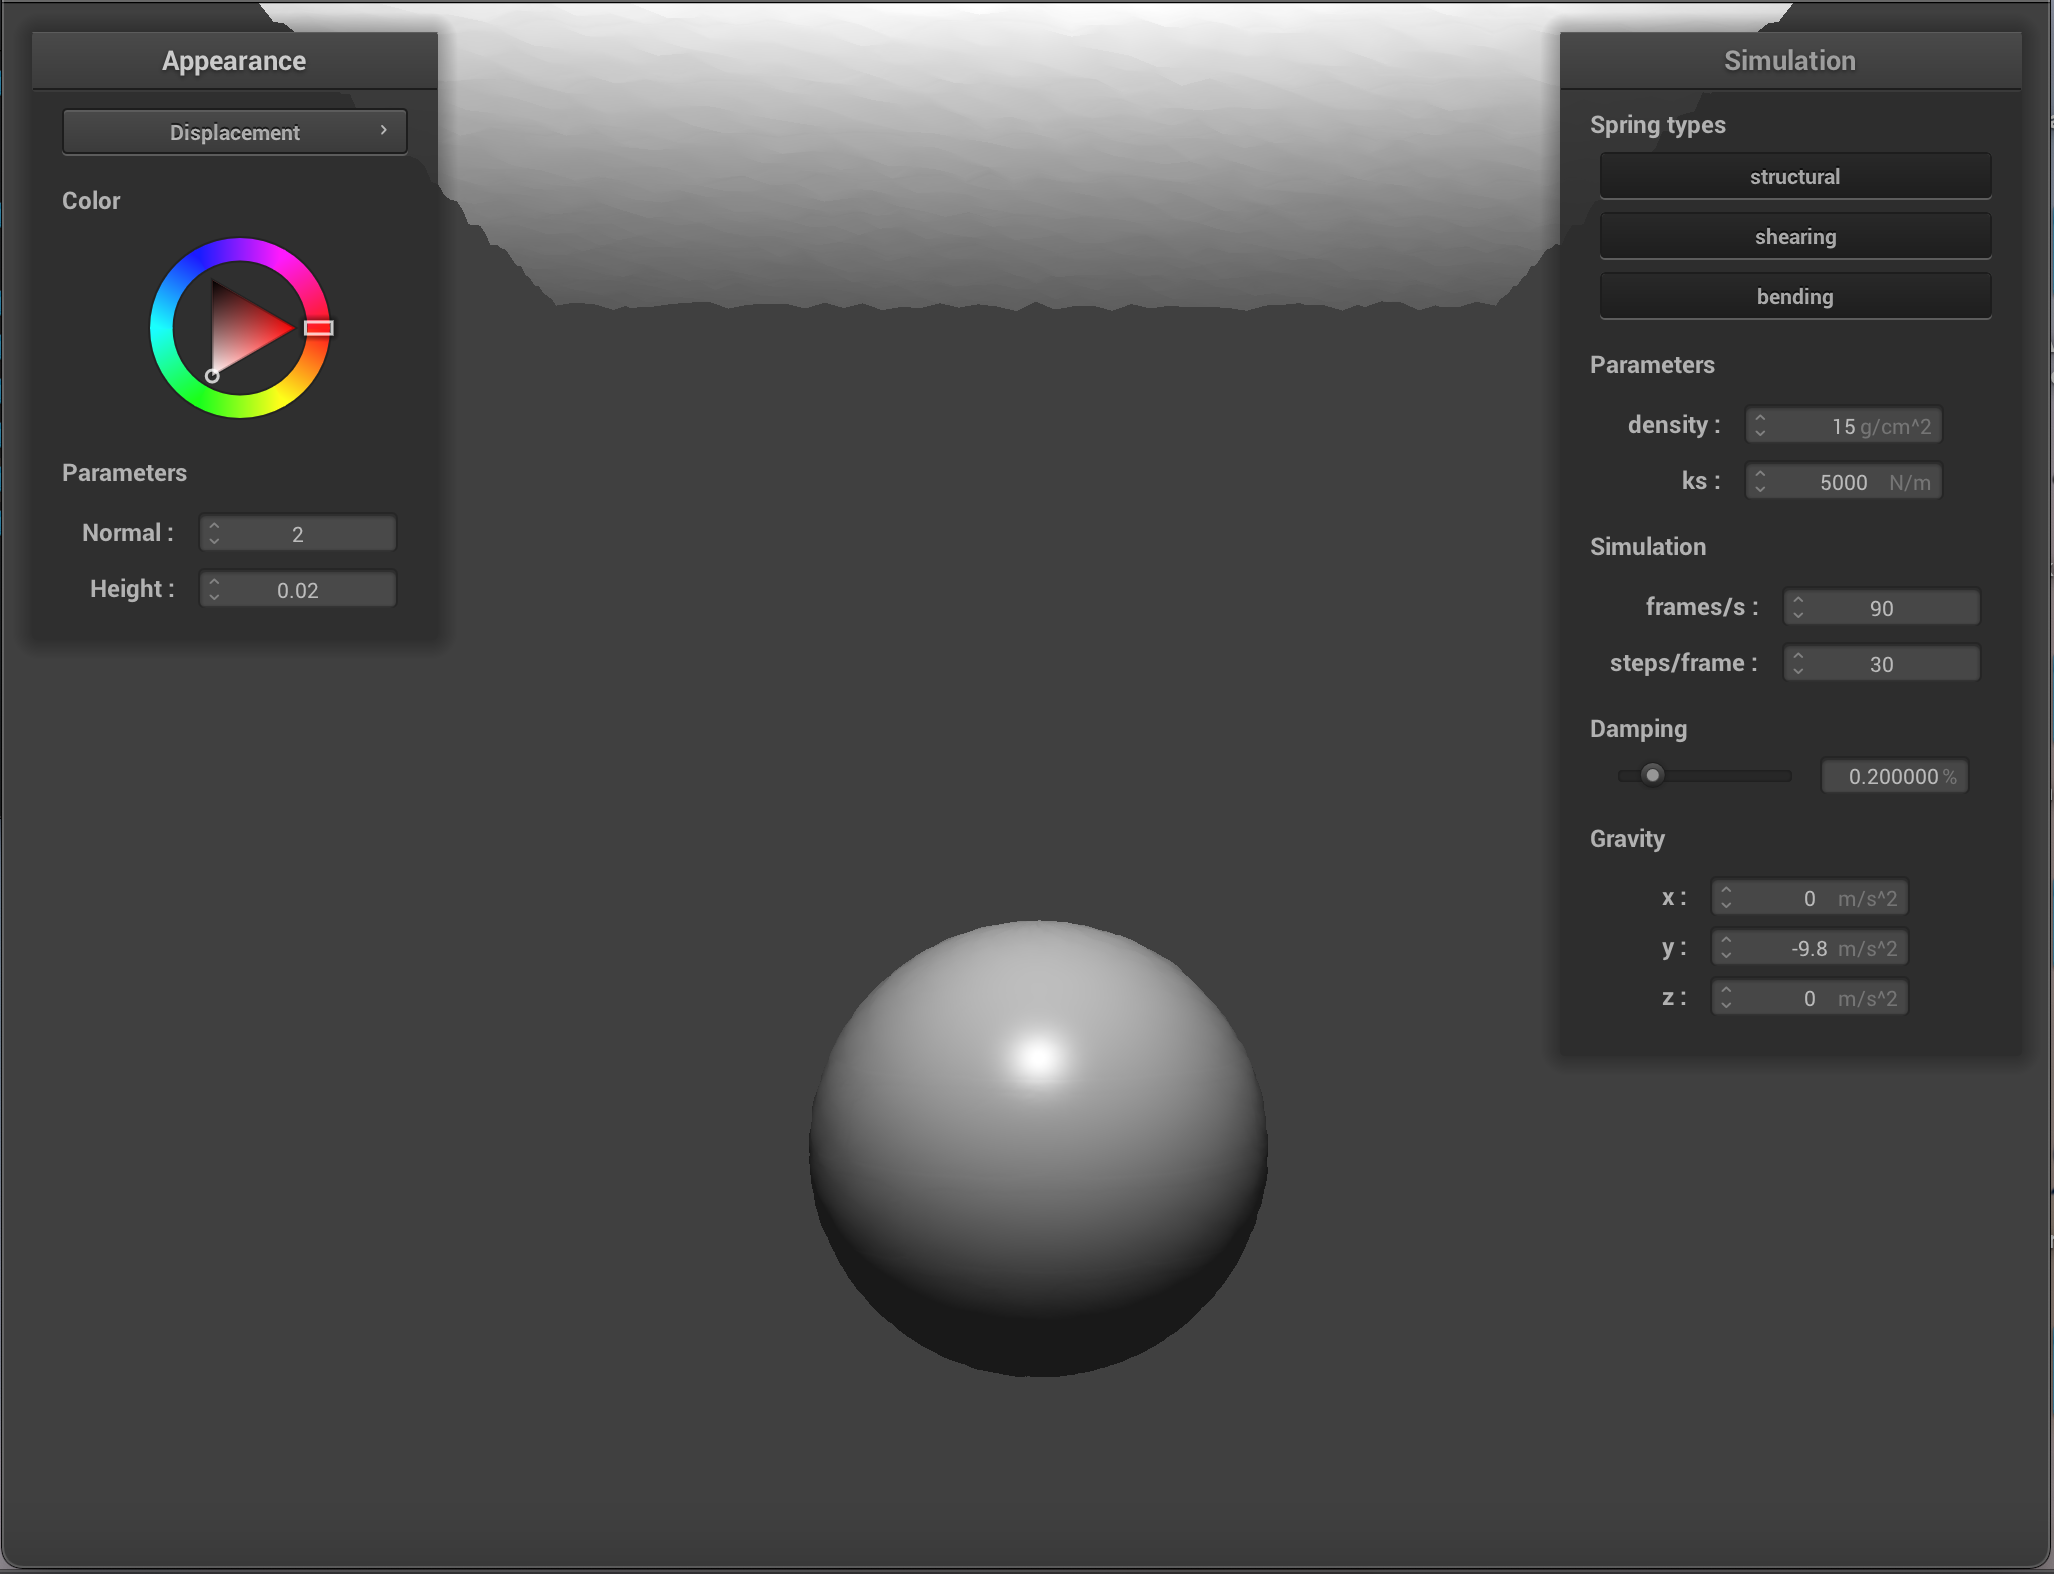 Appearance
Displacement
Color
Parameters
Normal : 2
Height : 0.02
Simulation
Spring types
structural
shearing
bending
Parameters
density : 15 g/cm^2
ks : 5000 N/m
Simulation
frames/s : 90
steps/frame : 30
Damping
0.200000 %
Gravity
x : 0 m/s^2
y : -9.8 m/s^2
z : 0 m/s^2